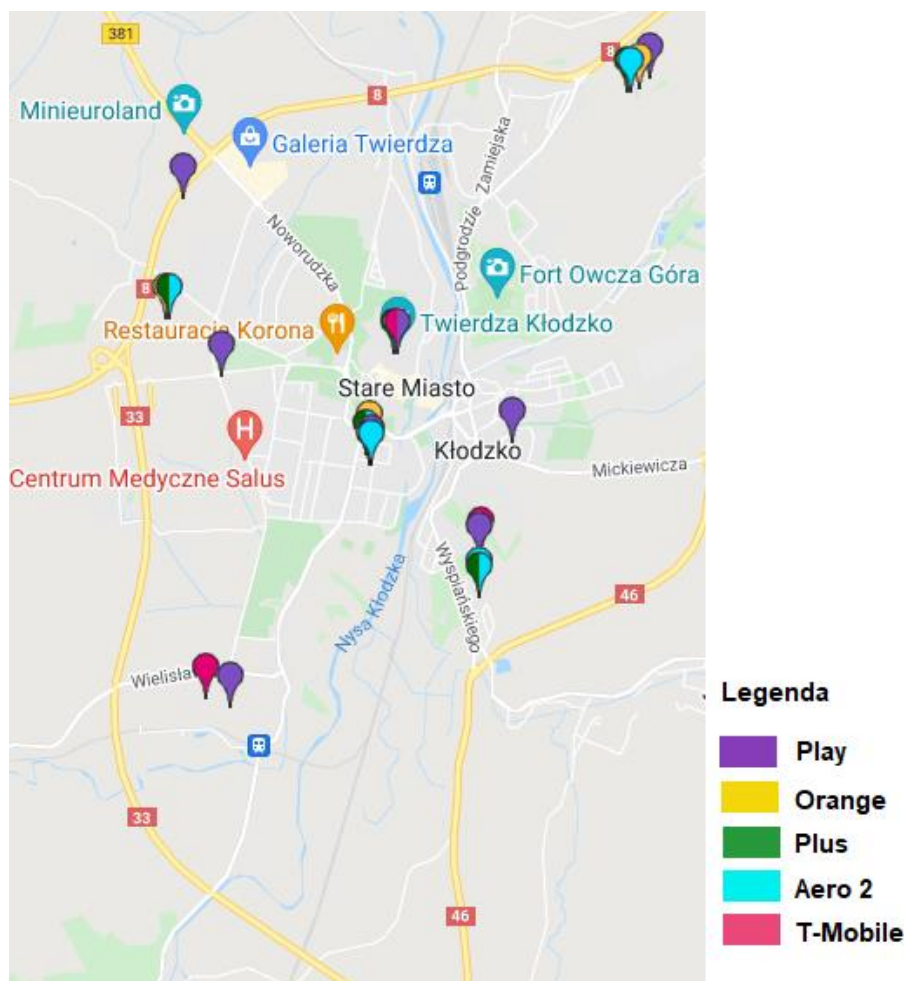 381
8
8
Minieuroland
Galeria Twierdza
Zamiejska
Podgrodzie
Noworudzka
Fort Owcza Góra
8
Restauracja Korona
Twierdza Kłodzko
Stare Miasto
33
H
Kłodzko
Mickiewicza
Centrum Medyczne Salus
Wyspiańskiego
Nysa Kłodzka
46
Legenda
Play
Orange
33
Plus
Aero 2
46
T-Mobile